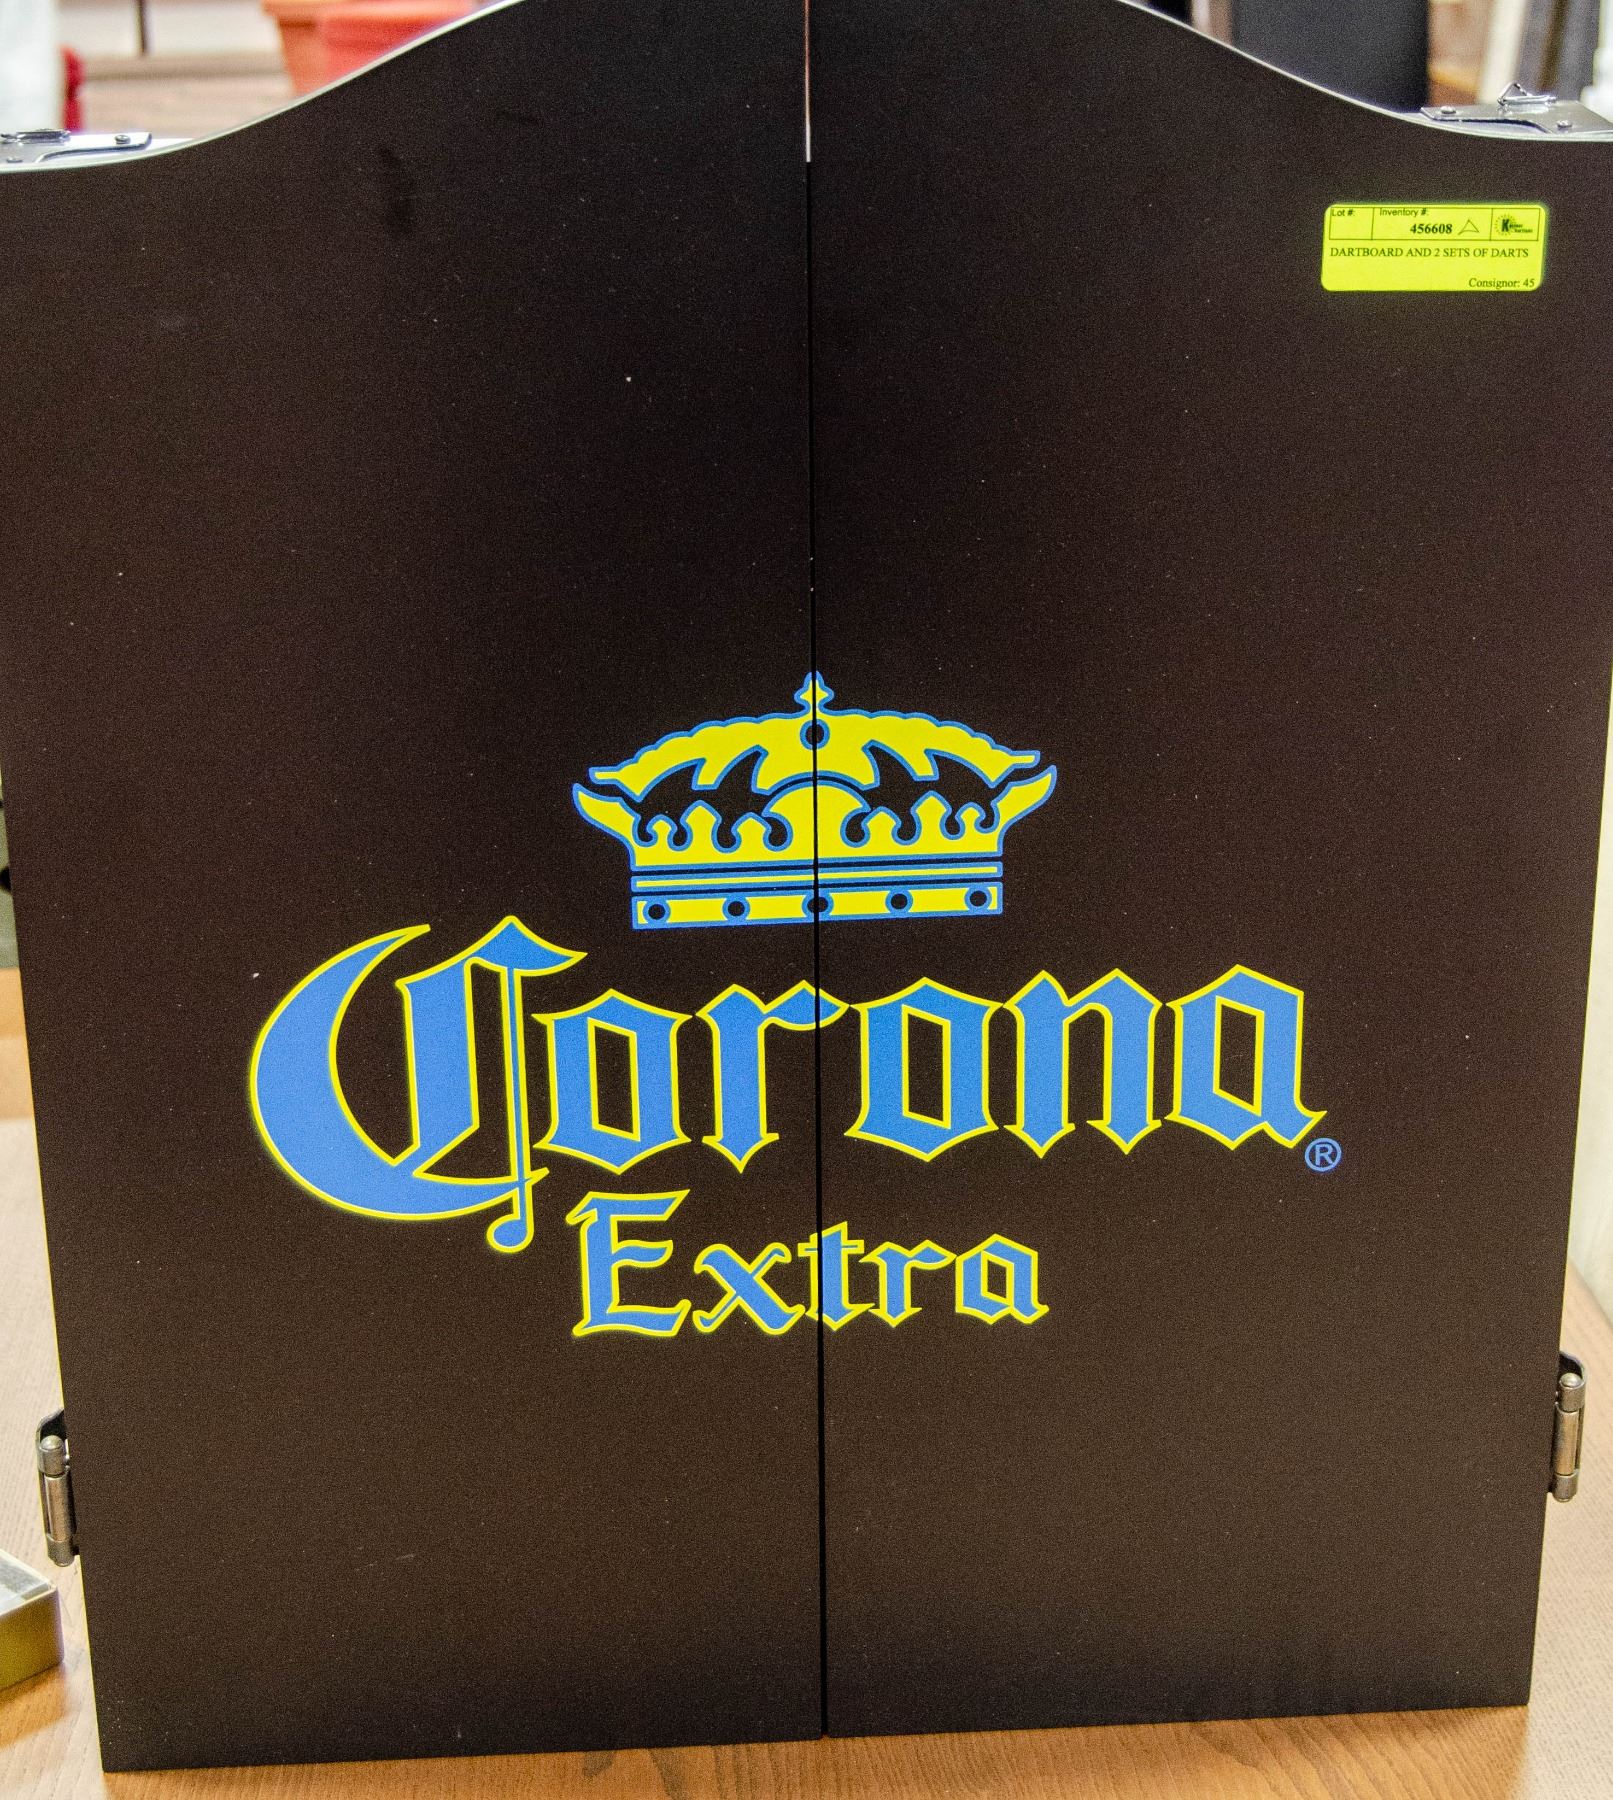 Lot #: Inventory #:
456608
DARTBOARD AND 2 SETS OF DARTS
Consignor: 45
Corona
®
Extra